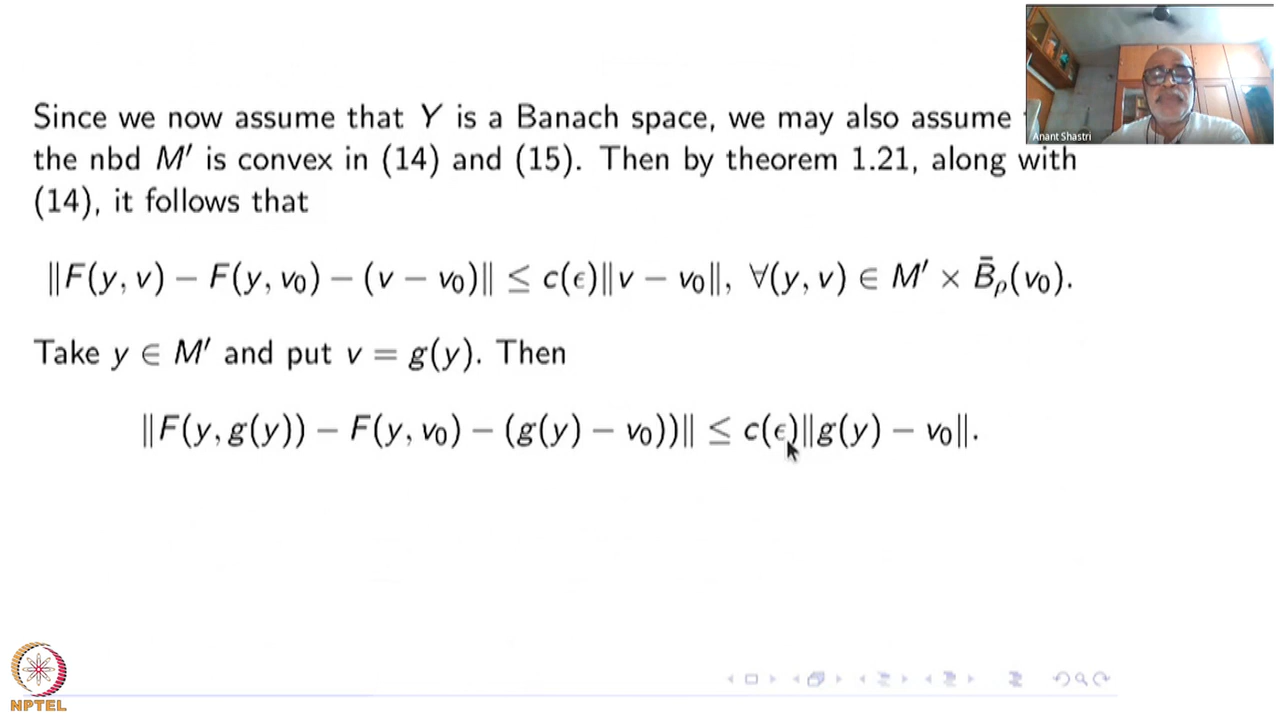 Since we now assume that Y is a Banach space, we may also assume
the nbd M′ is convex in (14) and (15). Then by theorem 1.21, along with
(14), it follows that
‖F(y, v) − F(y, v₀) − (v − v₀)‖ ≤ c(ϵ)‖v − v₀‖, ∀(y, v) ∈ M′ × B̄ᵨ(v₀).
Take y ∈ M′ and put v = g(y). Then
‖F(y, g(y)) − F(y, v₀) − (g(y) − v₀))‖ ≤ c(ϵ)‖g(y) − v₀‖.
Anant Shastri
NPTEL